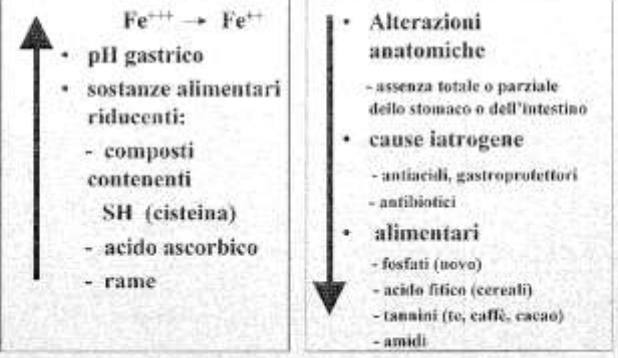 Fe+++ → Fe++
• pH gastrico
• sostanze alimentari
riducenti:
- composti
contenenti
SH (cisteina)
- acido ascorbico
- rame
• Alterazioni
anatomiche
- assenza totale o parziale
dello stomaco o dell'intestino
• cause iatrogene
- antiacidi, gastroprotettori
- antibiotici
• alimentari
- fosfati (uovo)
- acido fitico (cereali)
- tannini (te, caffè, cacao)
- amidi